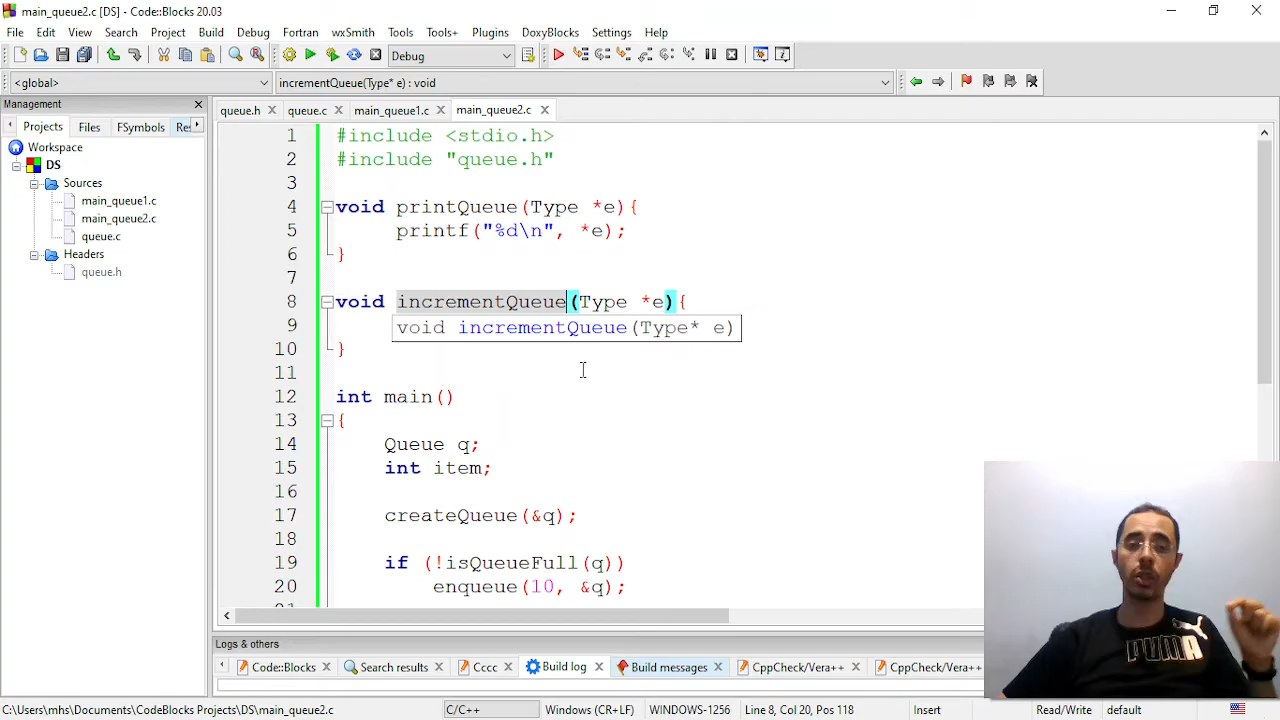 main_queue2.c [DS] - Code::Blocks 20.03
File Edit View Search Project Build Debug Fortran wxSmith Tools Tools+ Plugins DoxyBlocks Settings Help
Debug
<global>
incrementQueue(Type* e) : void
Management
Projects Files FSymbols Res
Workspace
DS
Sources
main_queue1.c
main_queue2.c
queue.c
Headers
queue.h
queue.h queue.c main_queue1.c main_queue2.c
1 #include <stdio.h>
2 #include "queue.h"
3
4 void printQueue(Type *e){
5 printf("%d\n", *e);
6 }
7
8 void incrementQueue(Type *e){
9 void incrementQueue(Type* e)
10 }
11
12 int main()
13 {
14 Queue q;
15 int item;
16
17 createQueue(&q);
18
19 if (!isQueueFull(q))
20 enqueue(10, &q);
Logs & others
Code::Blocks Search results Cccc Build log Build messages CppCheck/Vera++ CppCheck/Vera++
PUMA
C:\Users\mhs\Documents\CodeBlocks Projects\DS\main_queue2.c C/C++ Windows (CR+LF) WINDOWS-1256 Line 8, Col 20, Pos 118 Insert Read/Write default